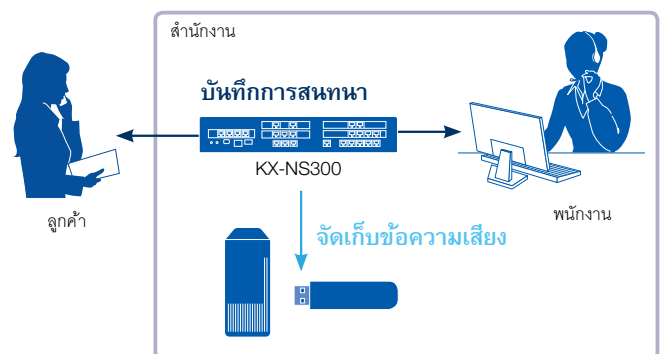 สำนักงาน
บันทึกการสนทนา
KX-NS300
ลูกค้า
พนักงาน
จัดเก็บข้อความเสียง